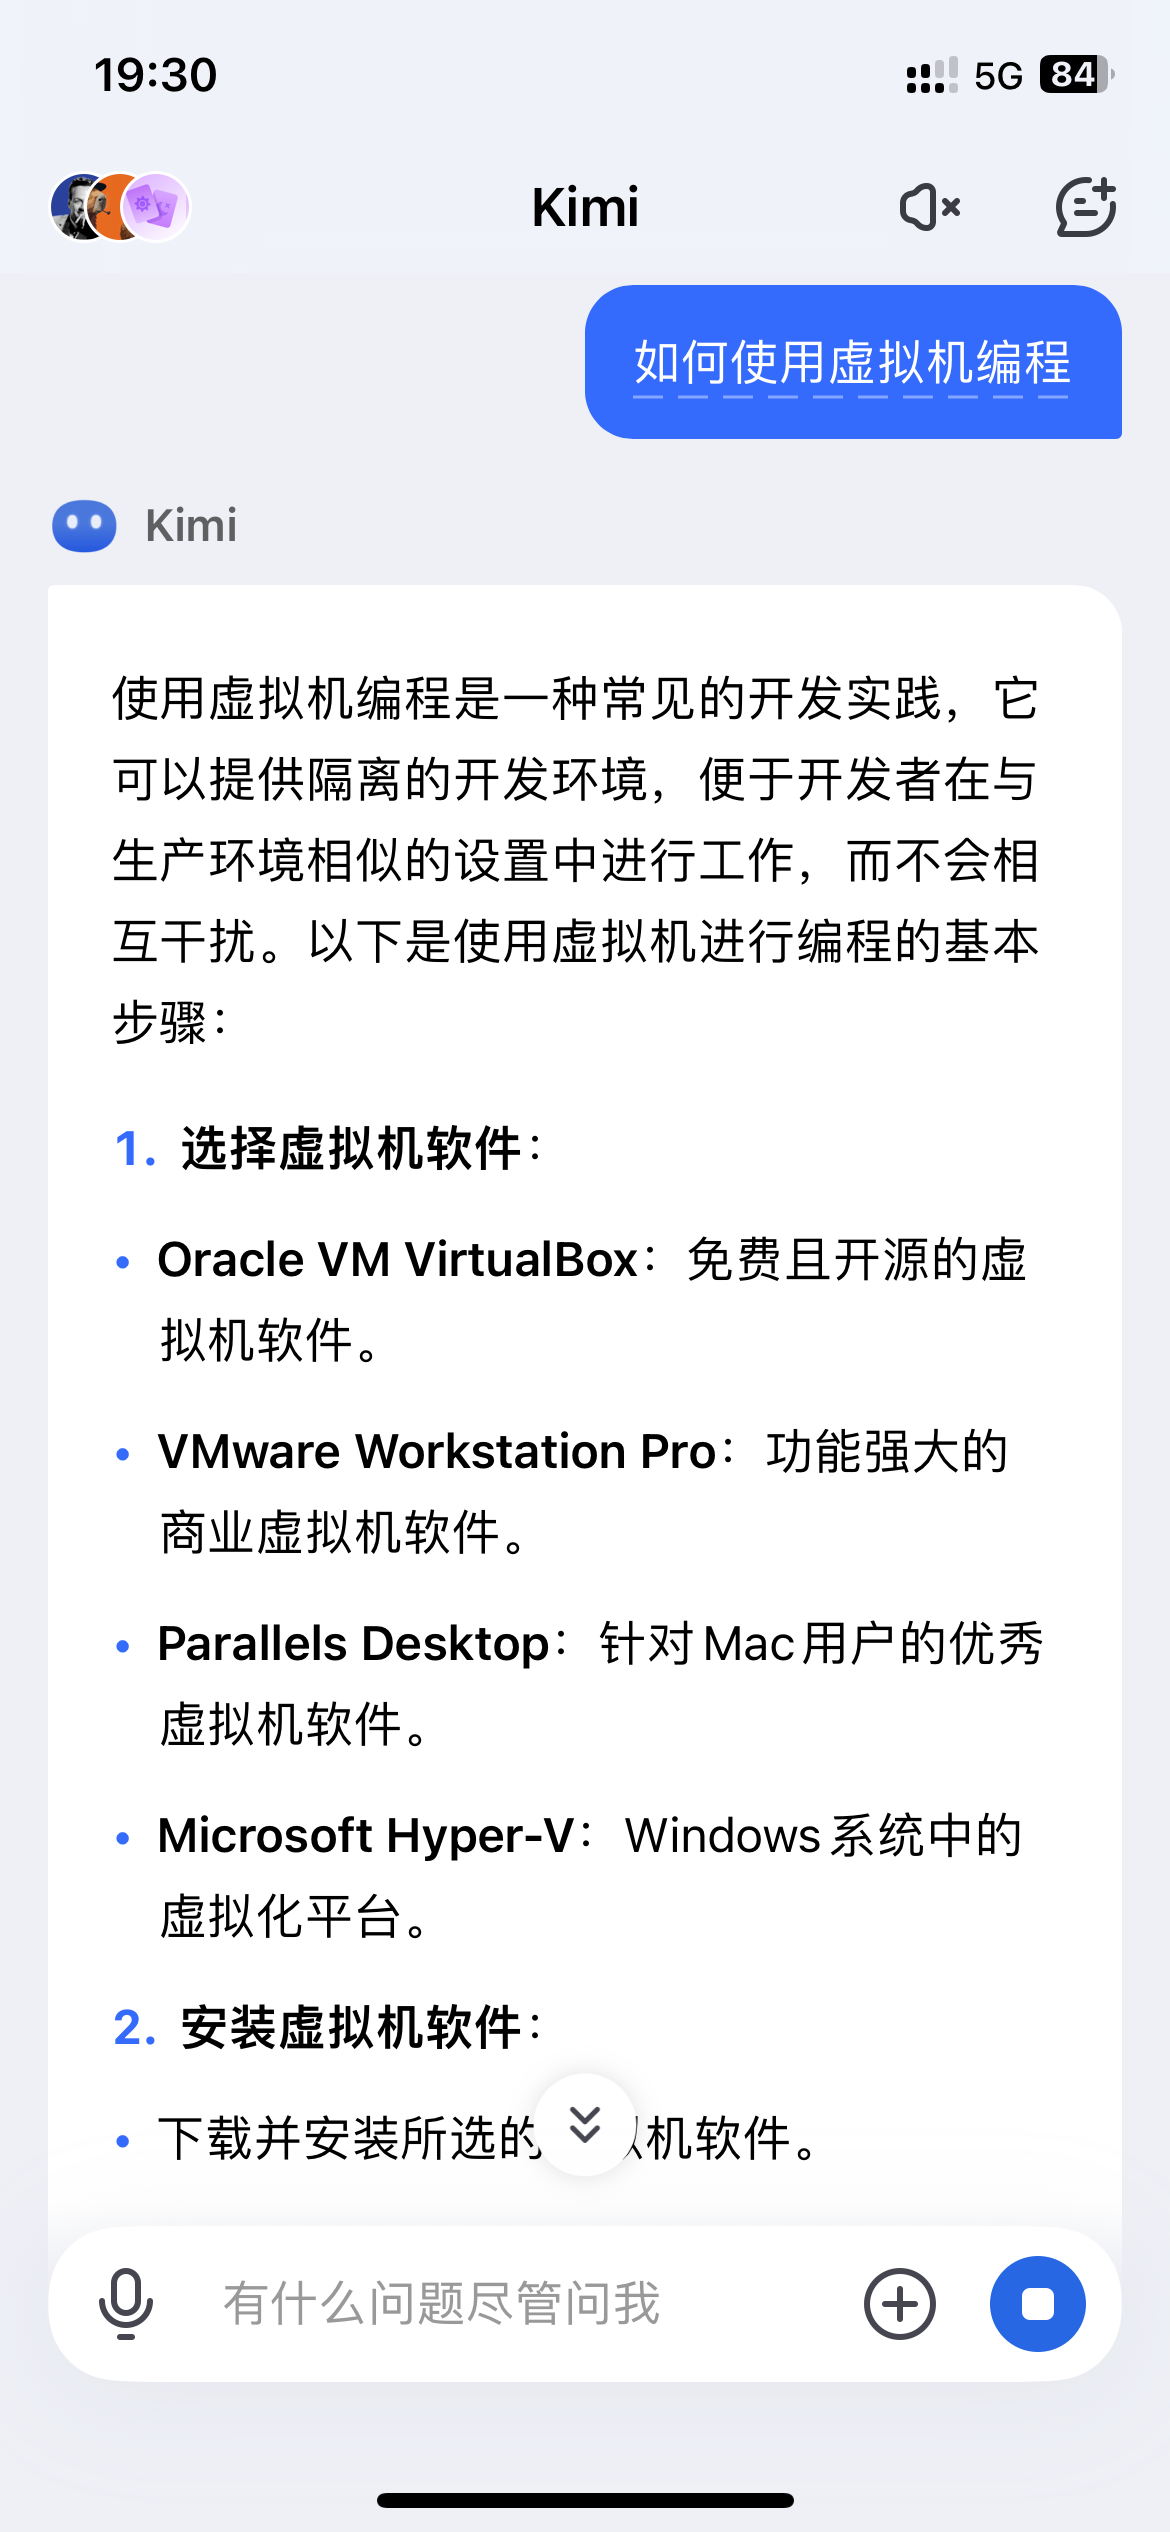 19:30
5G
84
Kimi
如何使用虚拟机编程
Kimi
使用虚拟机编程是一种常见的开发实践，它
可以提供隔离的开发环境，便于开发者在与
生产环境相似的设置中进行工作，而不会相
互干扰。以下是使用虚拟机进行编程的基本
步骤：
1. 选择虚拟机软件：
• Oracle VM VirtualBox：免费且开源的虚
拟机软件。
• VMware Workstation Pro：功能强大的
商业虚拟机软件。
• Parallels Desktop：针对Mac用户的优秀
虚拟机软件。
• Microsoft Hyper-V：Windows系统中的
虚拟化平台。
2. 安装虚拟机软件：
• 下载并安装所选的 机软件。
有什么问题尽管问我